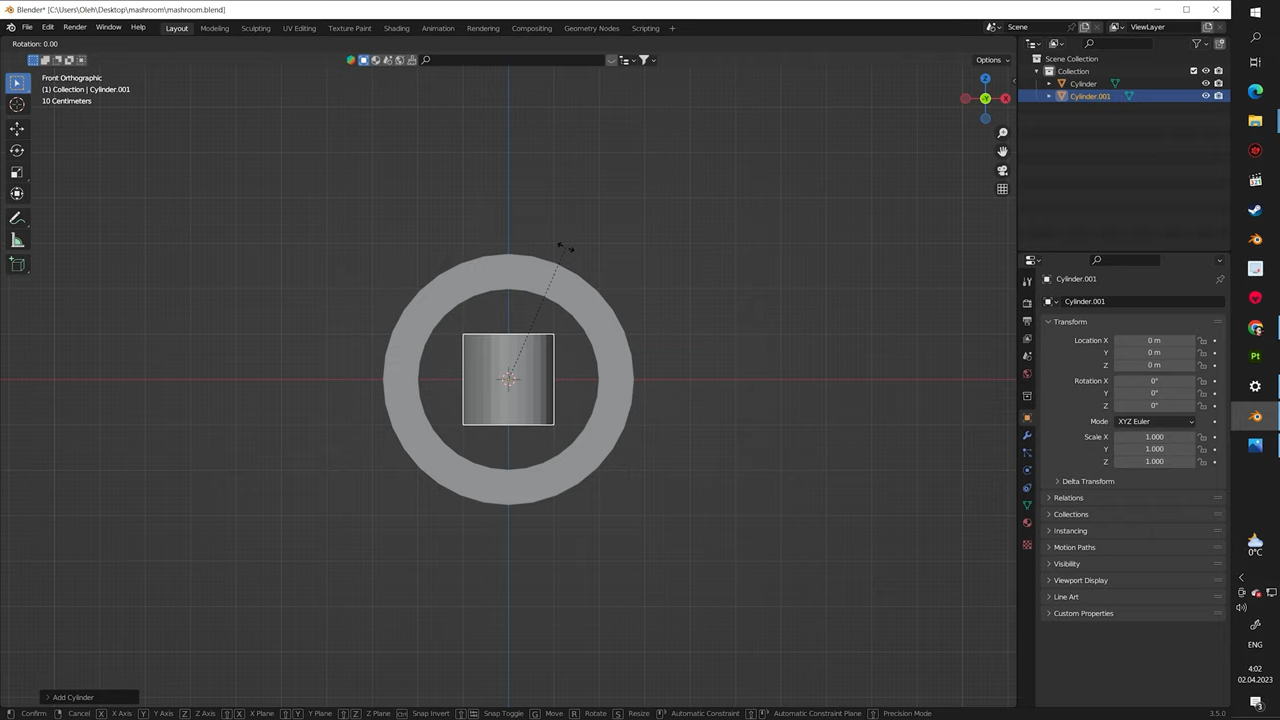 Blender* [C:\Users\Oleh\Desktop\mashroom\mashroom.blend]
File Edit Render Window Help Layout Modeling Sculpting UV Editing Texture Paint Shading Animation Rendering Compositing Geometry Nodes Scripting + Scene ViewLayer
Rotation: 0.00
Options
Front Orthographic
(1) Collection | Cylinder.001
10 Centimeters
Z
-Y
X
Scene Collection
Collection
Cylinder
Cylinder.001
Cylinder.001
Cylinder.001
Transform
Location X 0 m
Y 0 m
Z 0 m
Rotation X 0°
Y 0°
Z 0°
Mode XYZ Euler
Scale X 1.000
Y 1.000
Z 1.000
Delta Transform
Relations
Collections
Instancing
Motion Paths
Visibility
Viewport Display
Line Art
Custom Properties
Add Cylinder
Confirm Cancel X X Axis Y Y Axis Z Z Axis X X Plane Y Y Plane Z Z Plane Snap Invert Snap Toggle G Move R Rotate S Resize Automatic Constraint Automatic Plane Constraint Precision Mode 3.5.0
Pt
0°C
ENG
4:02
02.04.2023